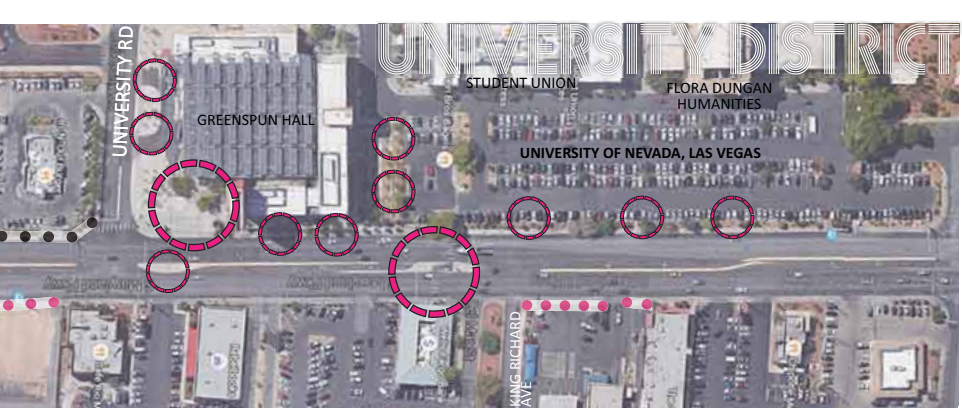 UNIVERSITY DISTRICT
UNIVERSITY RD
STUDENT UNION
FLORA DUNGAN
HUMANITIES
GREENSPUN HALL
UNIVERSITY OF NEVADA, LAS VEGAS
KING RICHARD
AVE